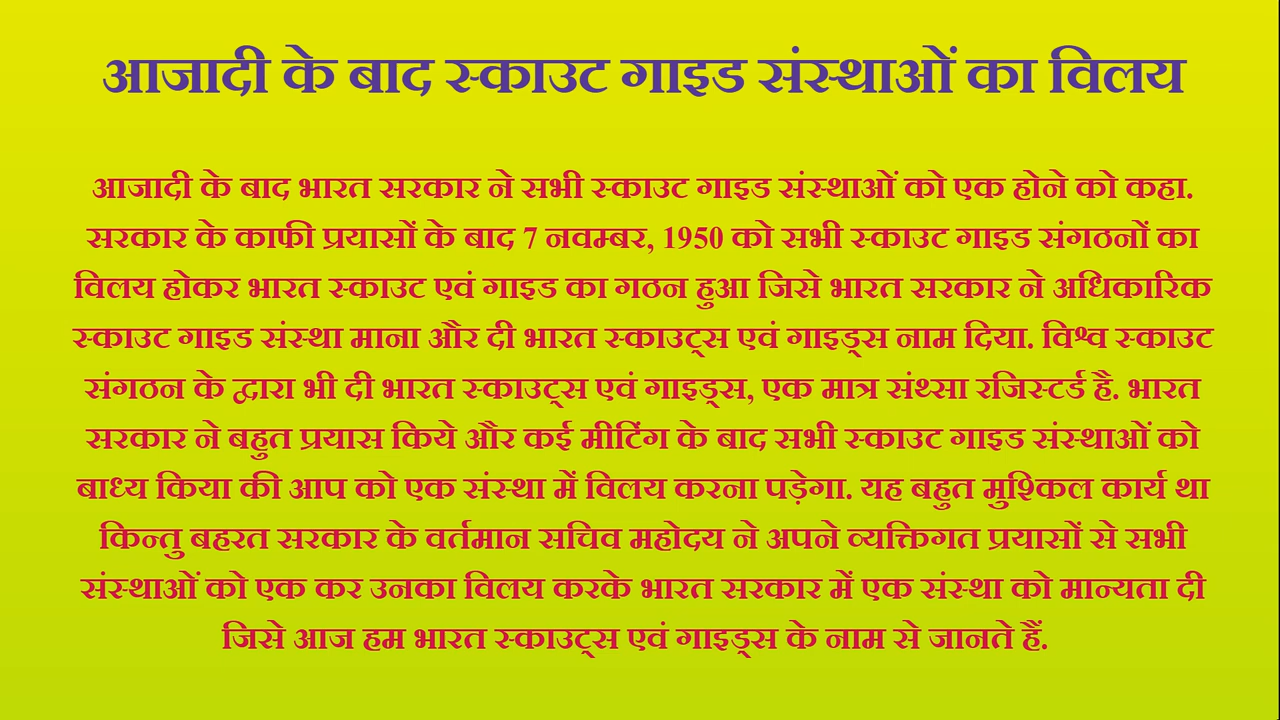 आजादी के बाद स्काउट गाइड संस्थाओं का विलय
आजादी के बाद भारत सरकार ने सभी स्काउट गाइड संस्थाओं को एक होने को कहा.
सरकार के काफी प्रयासों के बाद 7 नवम्बर, 1950 को सभी स्काउट गाइड संगठनों का
विलय होकर भारत स्काउट एवं गाइड का गठन हुआ जिसे भारत सरकार ने अधिकारिक
स्काउट गाइड संस्था माना और दी भारत स्काउट्स एवं गाइड्स नाम दिया. विश्व स्काउट
संगठन के द्वारा भी दी भारत स्काउट्स एवं गाइड्स, एक मात्र संथ्सा रजिस्टर्ड है. भारत
सरकार ने बहुत प्रयास किये और कई मीटिंग के बाद सभी स्काउट गाइड संस्थाओं को
बाध्य किया की आप को एक संस्था में विलय करना पड़ेगा. यह बहुत मुश्किल कार्य था
किन्तु बहरत सरकार के वर्तमान सचिव महोदय ने अपने व्यक्तिगत प्रयासों से सभी
संस्थाओं को एक कर उनका विलय करके भारत सरकार में एक संस्था को मान्यता दी
जिसे आज हम भारत स्काउट्स एवं गाइड्स के नाम से जानते हैं.